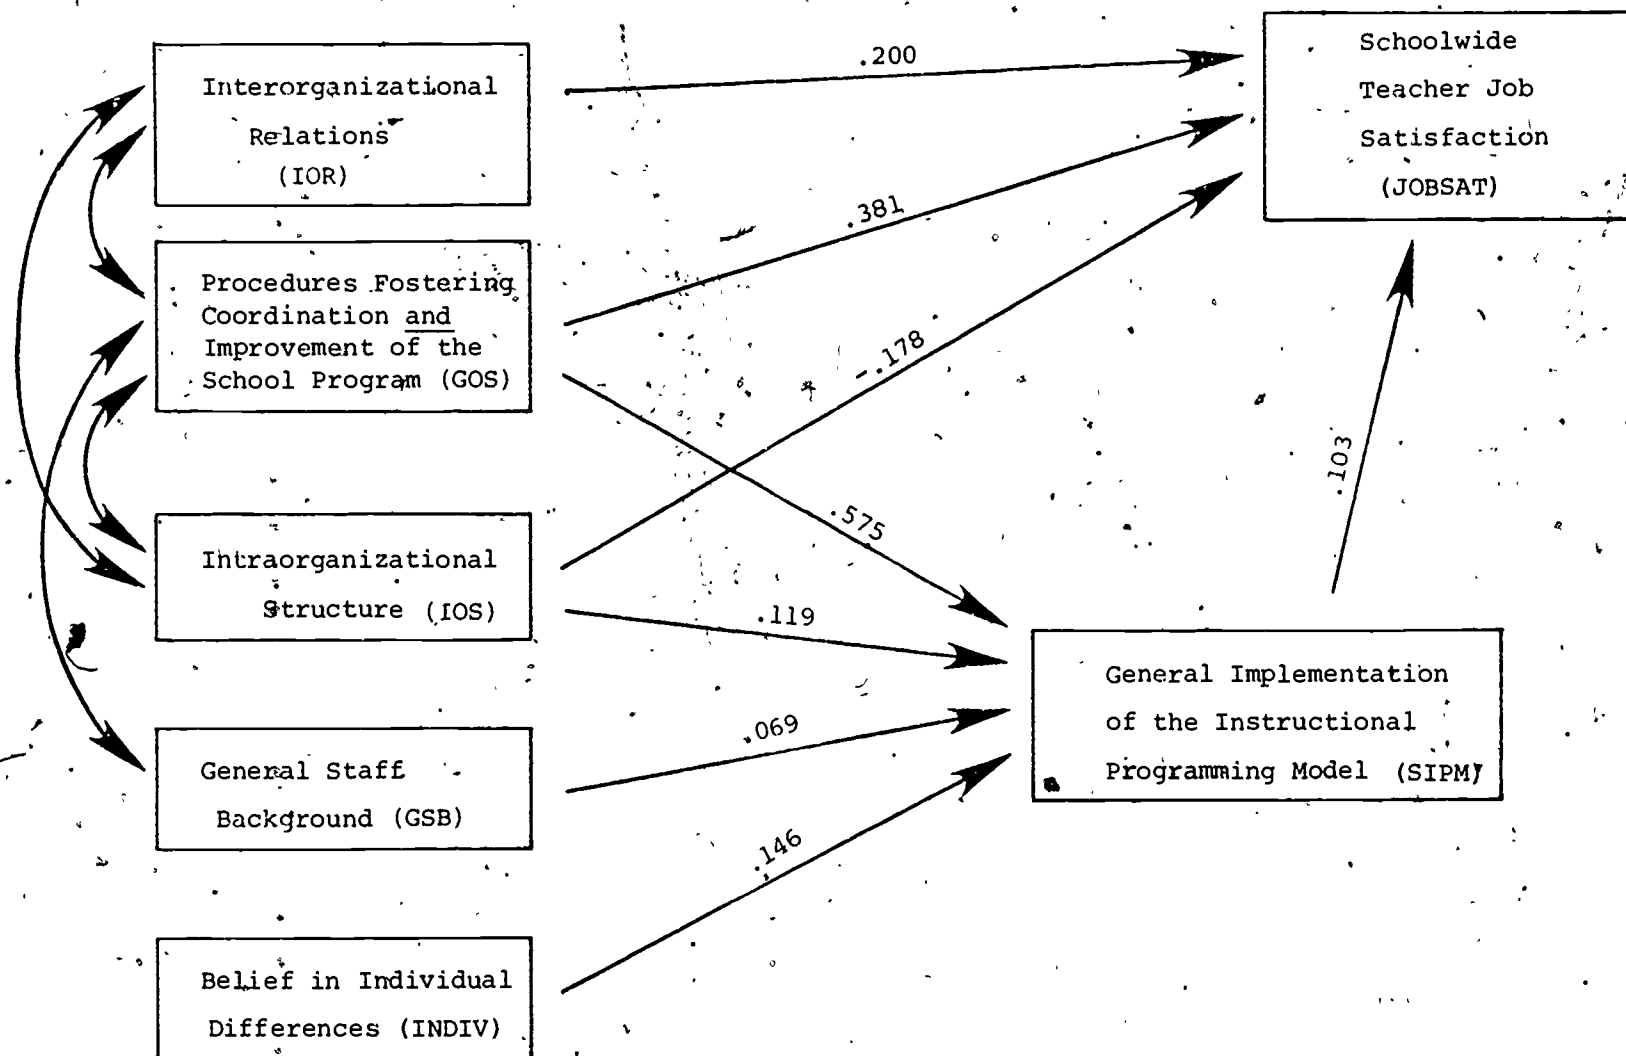 Interorganizational
Relations
(IOR)
.200
Schoolwide
Teacher Job
Satisfaction
(JOBSAT)
Procedures Fostering
Coordination and
Improvement of the
School Program (GOS)
.381
-.178
.575
.103
Intraorganizational
Structure (IOS)
.119
General Implementation
of the Instructional
Programming Model (SIPM)
General Staff
Background (GSB)
.069
.146
Belief in Individual
Differences (INDIV)